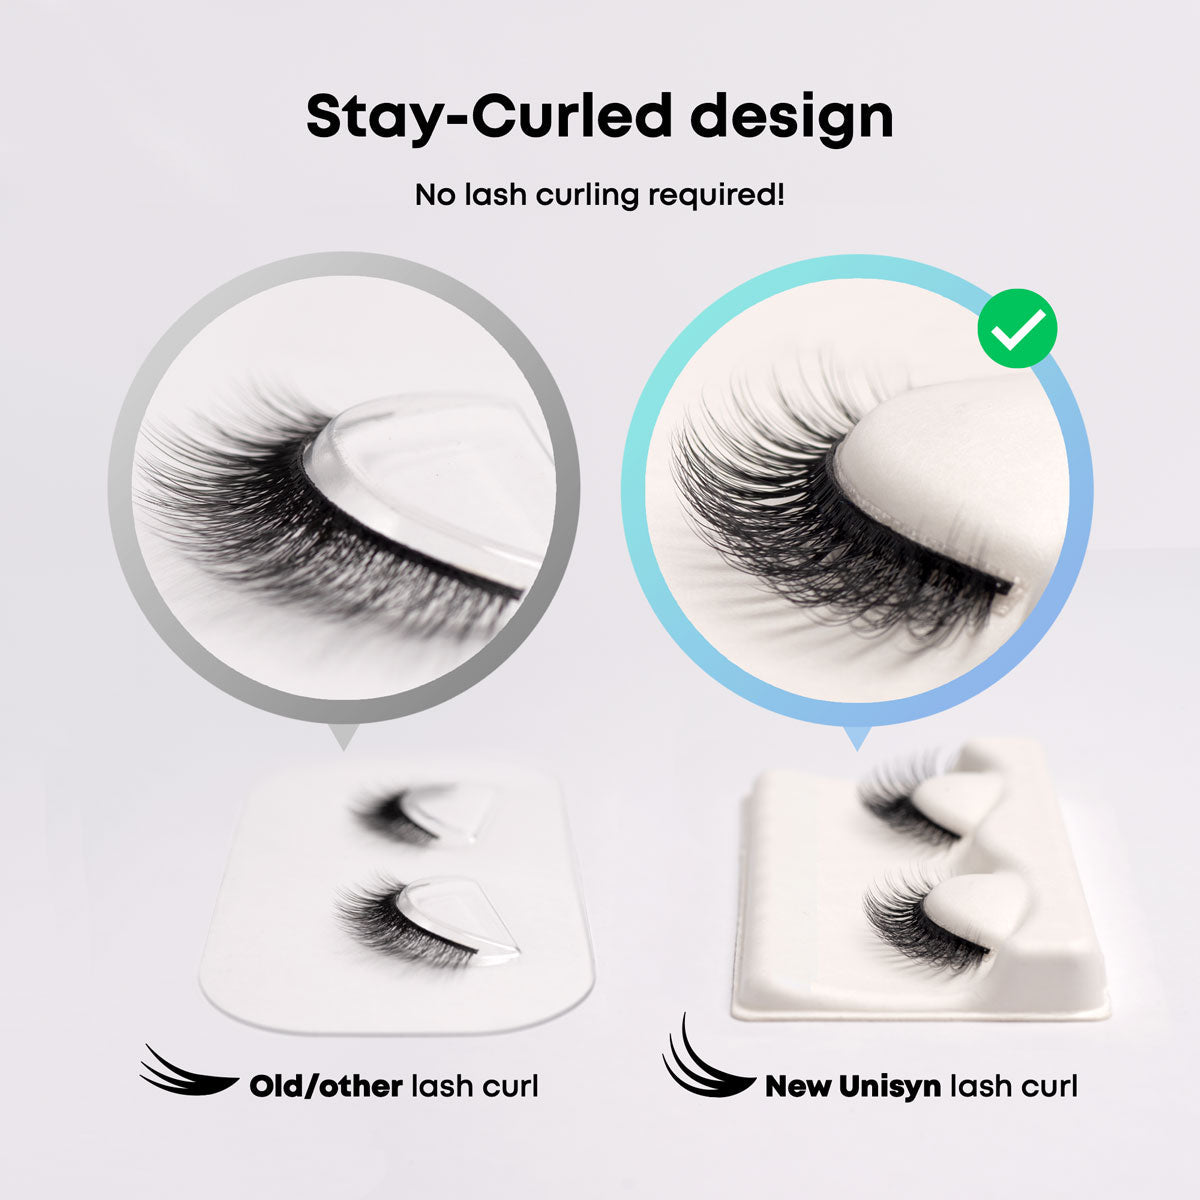 Stay-Curled design
No lash curling required!
Old/other lash curl
New Unisyn lash curl